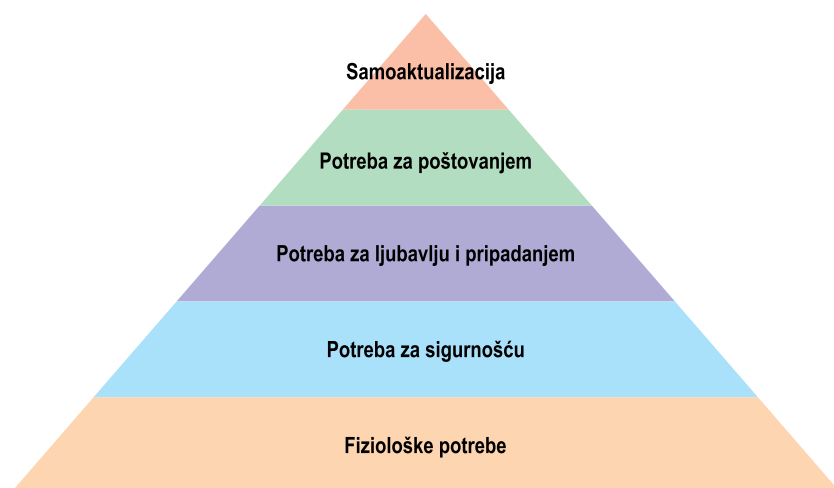 Samoaktualizacija
Potreba za poštovanjem
Potreba za ljubavlju i pripadanjem
Potreba za sigurnošću
Fiziološke potrebe